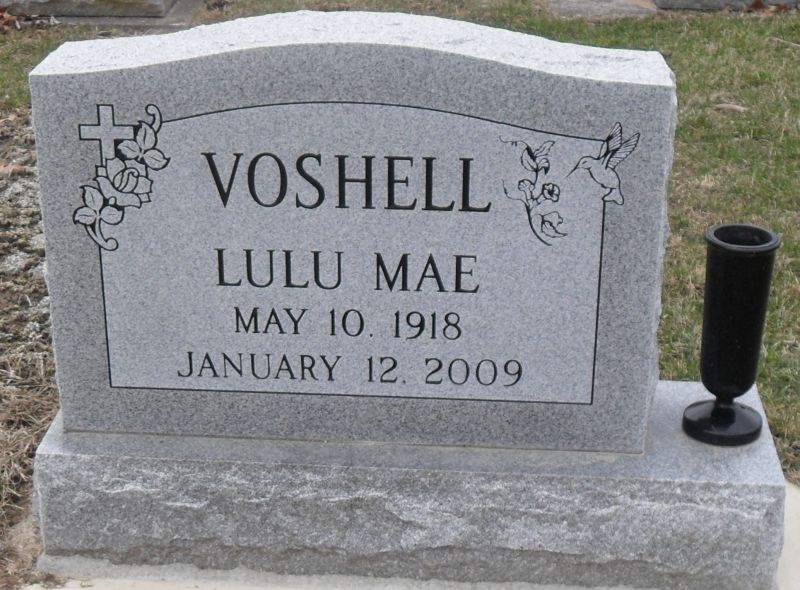 VOSHELL
LULU MAE
MAY 10, 1918
JANUARY 12, 2009